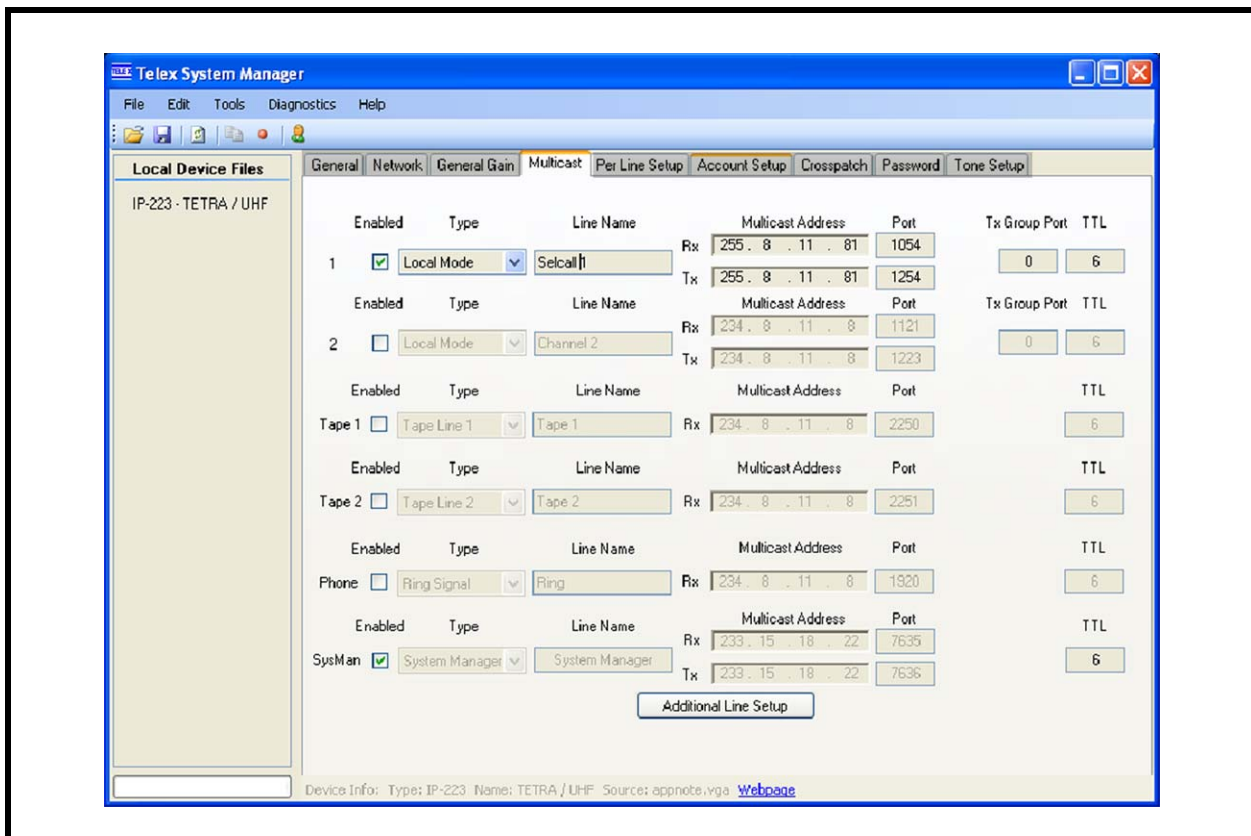 TELEX Telex System Manager
File Edit Tools Diagnostics Help
Local Device Files
IP-223 - TETRA / UHF
General Network General Gain Multicast Per Line Setup Account Setup Crosspatch Password Tone Setup
Enabled Type Line Name Multicast Address Port Tx Group Port TTL
1 Local Mode Selcall 1 Rx 255 . 8 . 11 . 81 1054 0 6
Tx 255 . 8 . 11 . 81 1254
Enabled Type Line Name Multicast Address Port Tx Group Port TTL
2 Local Mode Channel 2 Rx 234 . 8 . 11 . 8 1121 0 6
Tx 234 . 8 . 11 . 8 1223
Enabled Type Line Name Multicast Address Port TTL
Tape 1 Tape Line 1 Tape 1 Rx 234 . 8 . 11 . 8 2250 6
Enabled Type Line Name Multicast Address Port TTL
Tape 2 Tape Line 2 Tape 2 Rx 234 . 8 . 11 . 8 2251 6
Enabled Type Line Name Multicast Address Port TTL
Phone Ring Signal Ring Rx 234 . 8 . 11 . 8 1920 6
Enabled Type Line Name Multicast Address Port TTL
SysMan System Manager System Manager Rx 233 . 15 . 18 . 22 7635 6
Tx 233 . 15 . 18 . 22 7636
Additional Line Setup
Device Info: Type: IP-223 Name: TETRA / UHF Source: appnote.vga Webpage